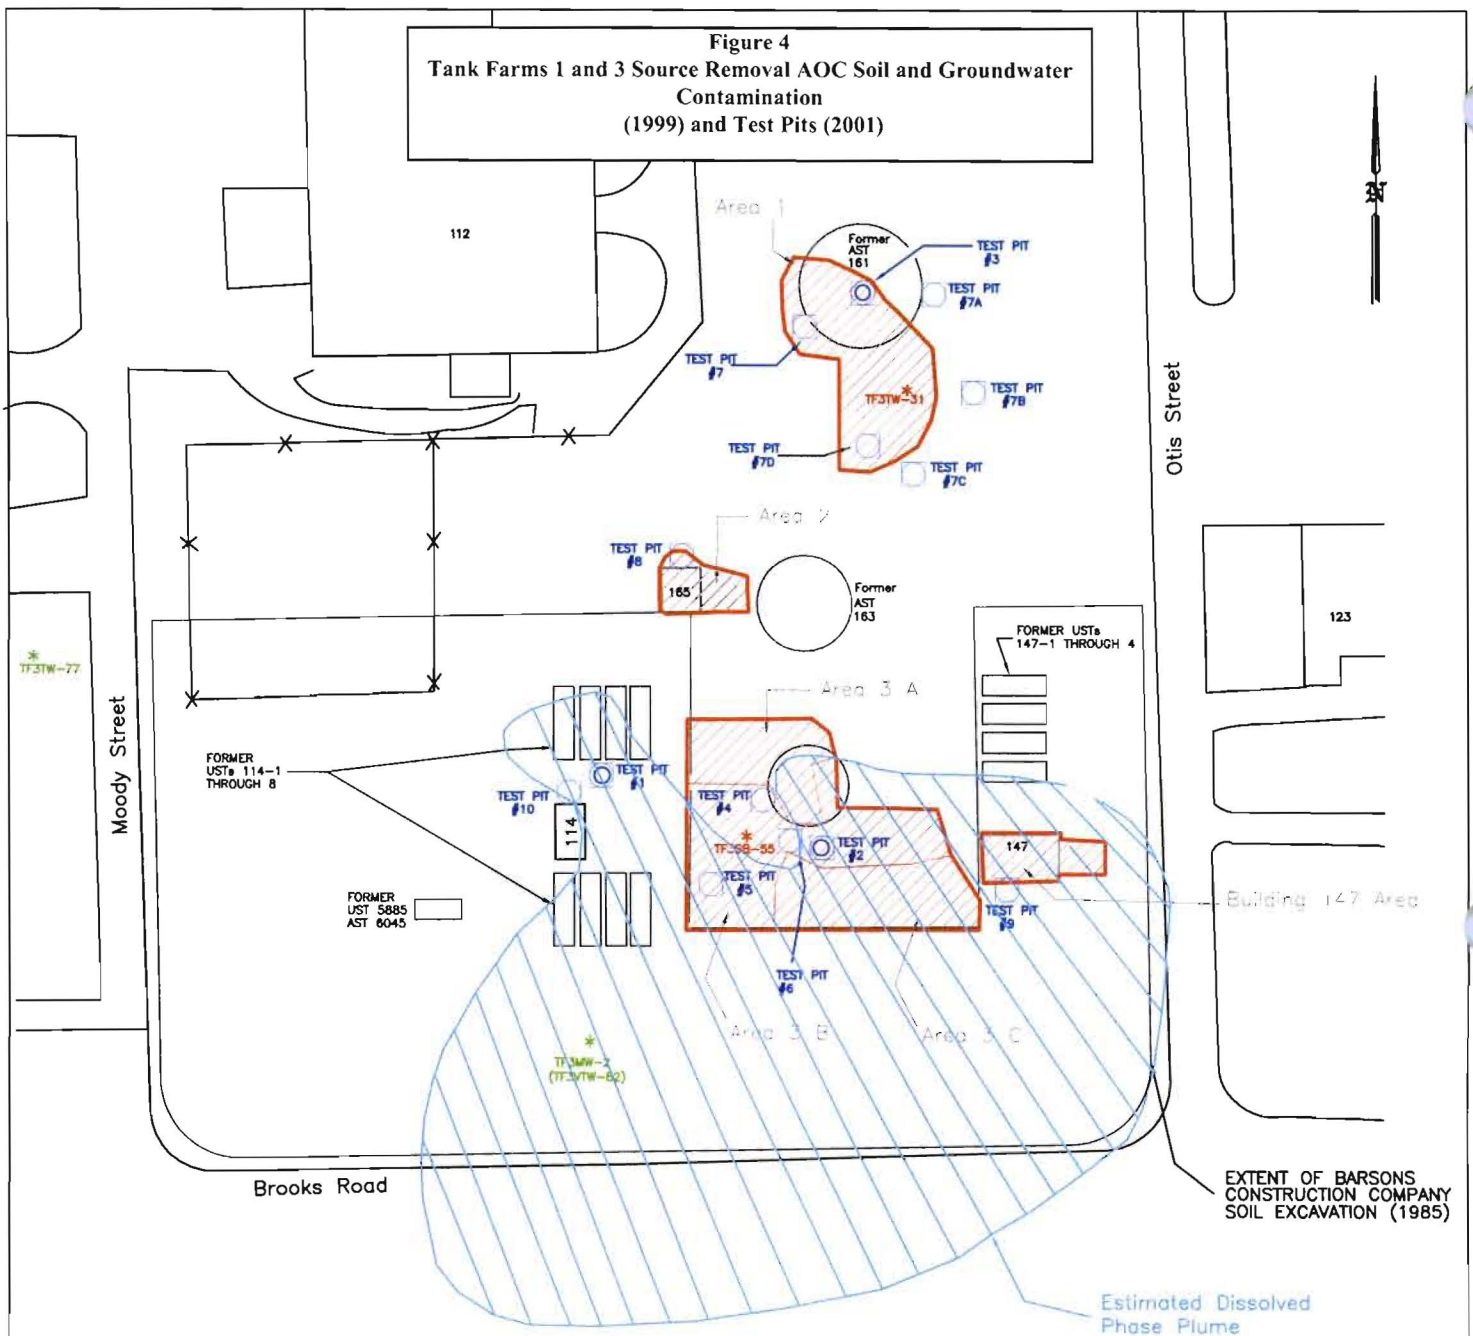 Figure 4
Tank Farms 1 and 3 Source Removal AOC Soil and Groundwater
Contamination
(1999) and Test Pits (2001)
N
112
Area 1
Former
AST
161
TEST PIT
#3
TEST PIT
#7A
TEST PIT
#7
TF3TW-31
TEST PIT
#7B
TEST PIT
#7D
TEST PIT
#7C
Otis Street
Area 2
TEST PIT
#8
165
Former
AST
163
FORMER USTs
147-1 THROUGH 4
123
TF3TW-77
Moody Street
Area 3 A
FORMER
USTs 114-1
THROUGH 8
TEST PIT
#1
TEST PIT
#10
114
TEST PIT
#4
TF3SB-55
TEST PIT
#2
147
TEST PIT
#5
TEST PIT
#9
Building 147 Area
FORMER
UST 5885
AST 6045
TEST PIT
#6
Area 3 B
Area 3 C
TF3MW-2
(TF3VTW-82)
Brooks Road
EXTENT OF BARSONS
CONSTRUCTION COMPANY
SOIL EXCAVATION (1985)
Estimated Dissolved
Phase Plume